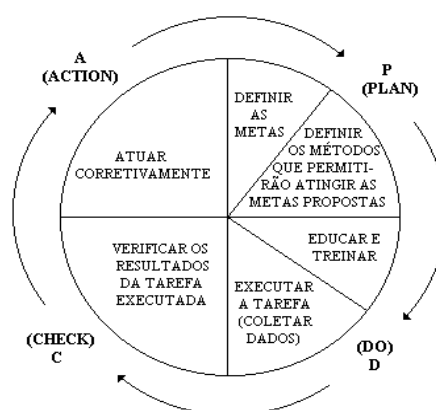 A
(ACTION)
P
(PLAN)
DEFINIR
AS
METAS
DEFINIR
OS MÉTODOS
QUE PERMITI-
RÃO ATINGIR AS
METAS PROPOSTAS
ATUAR
CORRETIVAMENTE
EDUCAR E
TREINAR
VERIFICAR OS
RESULTADOS
DA TAREFA
EXECUTADA
EXECUTAR
A TAREFA
(COLETAR
DADOS)
(CHECK)
C
(DO)
D